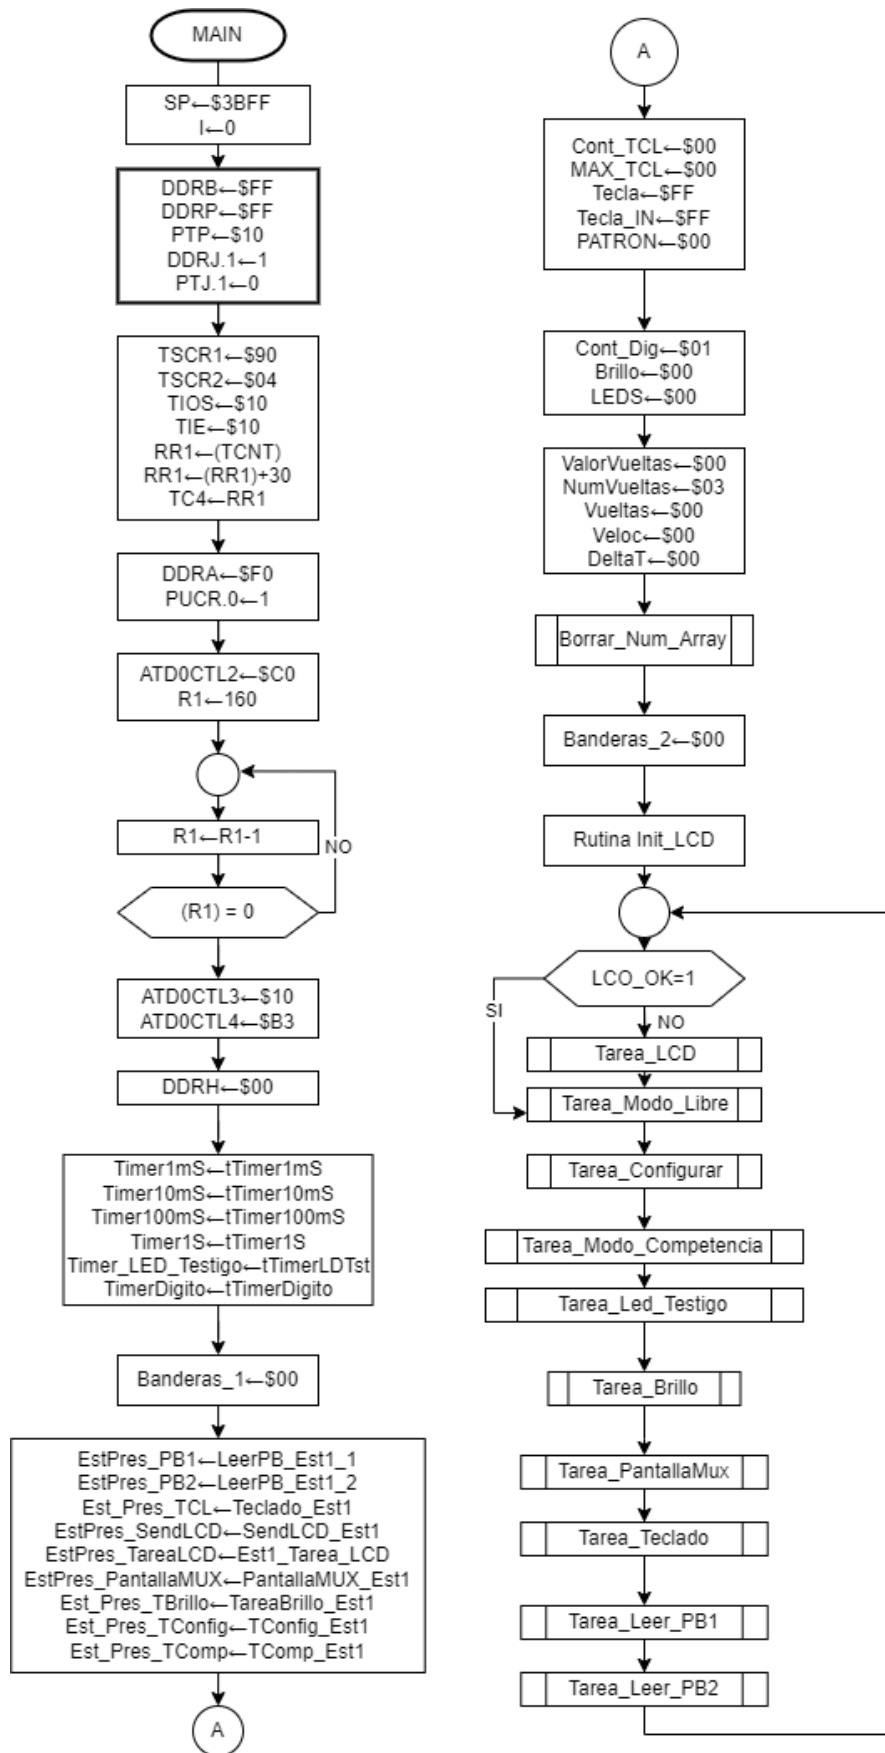 MAIN
SP←$3BFF
I←0
DDRB←$FF
DDRP←$FF
PTP←$10
DDRJ.1←1
PTJ.1←0
TSCR1←$90
TSCR2←$04
TIOS←$10
TIE←$10
RR1←(TCNT)
RR1←(RR1)+30
TC4←RR1
DDRA←$F0
PUCR.0←1
ATD0CTL2←$C0
R1←160
R1←R1-1
NO
(R1) = 0
ATD0CTL3←$10
ATD0CTL4←$B3
DDRH←$00
Timer1mS←tTimer1mS
Timer10mS←tTimer10mS
Timer100mS←tTimer100mS
Timer1S←tTimer1S
Timer_LED_Testigo←tTimerLDTst
TimerDigito←tTimerDigito
Banderas_1←$00
EstPres_PB1←LeerPB_Est1_1
EstPres_PB2←LeerPB_Est1_2
Est_Pres_TCL←Teclado_Est1
EstPres_SendLCD←SendLCD_Est1
EstPres_TareaLCD←Est1_Tarea_LCD
EstPres_PantallaMUX←PantallaMUX_Est1
Est_Pres_TBrillo←TareaBrillo_Est1
Est_Pres_TConfig←TConfig_Est1
Est_Pres_TComp←TComp_Est1
A
A
Cont_TCL←$00
MAX_TCL←$00
Tecla←$FF
Tecla_IN←$FF
PATRON←$00
Cont_Dig←$01
Brillo←$00
LEDS←$00
ValorVueltas←$00
NumVueltas←$03
Vueltas←$00
Veloc←$00
DeltaT←$00
Borrar_Num_Array
Banderas_2←$00
Rutina Init_LCD
LCO_OK=1
SI
NO
Tarea_LCD
Tarea_Modo_Libre
Tarea_Configurar
Tarea_Modo_Competencia
Tarea_Led_Testigo
Tarea_Brillo
Tarea_PantallaMux
Tarea_Teclado
Tarea_Leer_PB1
Tarea_Leer_PB2